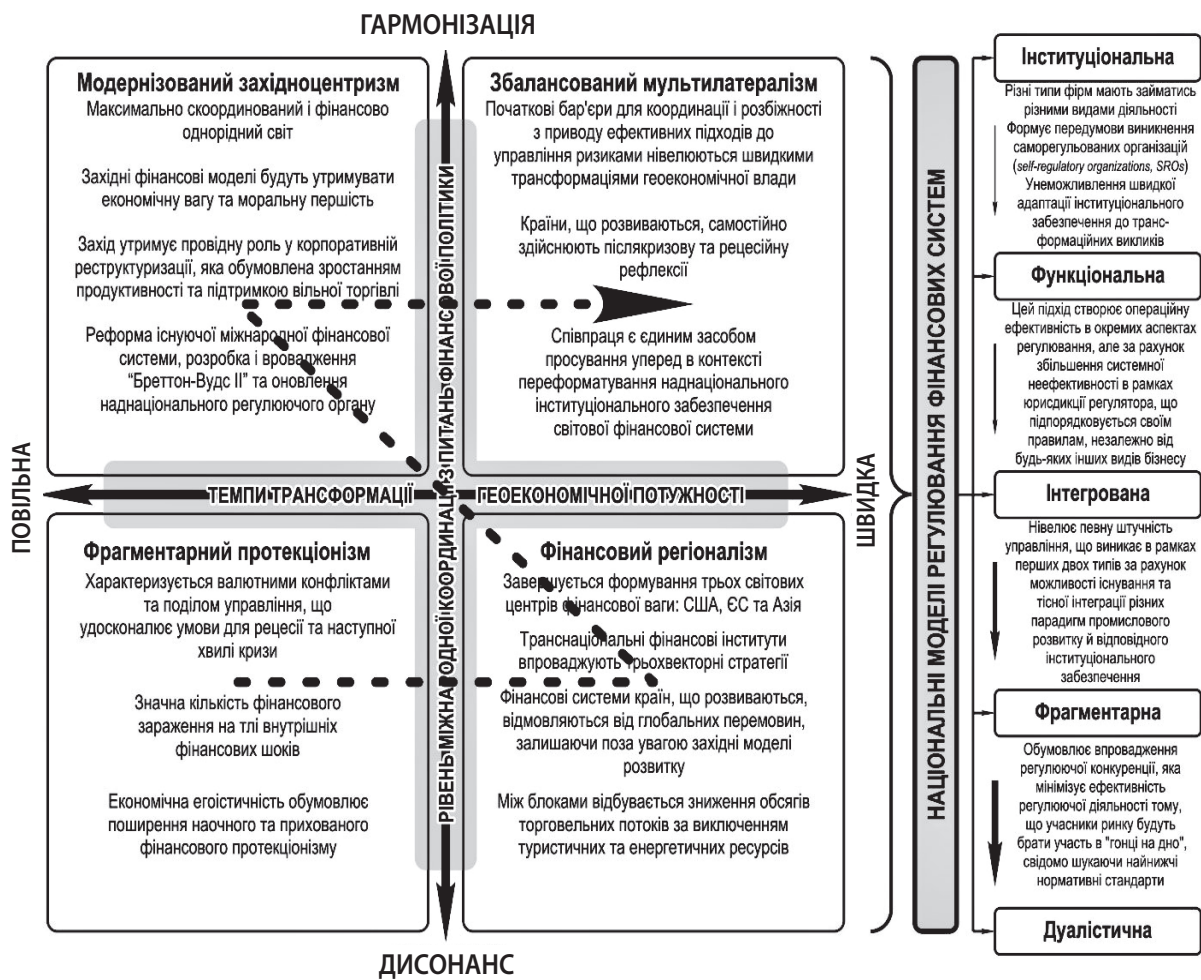 ГАРМОНІЗАЦІЯ
Модернізований західноцентризм
Максимально скоординований і фінансово
однорідний світ
Західні фінансові моделі будуть утримувати
економічну вагу та моральну першість
Захід утримує провідну роль у корпоративній
реструктуризації, яка обумовлена зростанням
продуктивності та підтримкою вільної торгівлі
Реформа існуючої міжнародної фінансової
системи, розробка і вровадження
“Бреттон-Вудс ІІ” та оновлення
наднаціонального регулюючого органу
Збалансований мультилатералізм
Початкові бар'єри для координації і розбіжності
з приводу ефективних підходів до
управління ризиками нівелюються швидкими
трансформаціями геоекономічної влади
Країни, що розвиваються, самостійно
здійснюють післякризову та рецесійну
рефлексії
Співпраця є єдиним засобом
просування уперед в контексті
переформатування наднаціонального
інституціонального забезпечення
світової фінансової системи
ПОВІЛЬНА
ТЕМПИ ТРАНСФОРМАЦІЇ ГЕОЕКОНОМІЧНОЇ ПОТУЖНОСТІ
ШВИДКА
РІВЕНЬ МІЖНАРОДНОЇ КООРДИНАЦІЇ З ПИТАНЬ ФІНАНСОВОЇ ПОЛІТИКИ
Фрагментарний протекціонізм
Характеризується валютними конфліктами
та поділом управління, що
удосконалює умови для рецесії та наступної
хвилі кризи
Значна кількість фінансового
зараження на тлі внутрішніх
фінансових шоків
Економічна егоїстичність обумовлює
поширення наочного та прихованого
фінансового протекціонізму
Фінансовий регіоналізм
Завершується формування трьох світових
центрів фінансової ваги: США, ЄС та Азія
Транснаціональні фінансові інститути
впроваджують трьохвекторні стратегії
Фінансові системи країн, що розвиваються,
відмовляються від глобальних перемовин,
залишаючи поза увагою західні моделі
розвитку
Між блоками відбувається зниження обсягів
торговельних потоків за виключенням
туристичних та енергетичних ресурсів
ДИСОНАНС
НАЦІОНАЛЬНІ МОДЕЛІ РЕГУЛЮВАННЯ ФІНАНСОВИХ СИСТЕМ
Інституціональна
Різні типи фірм мають займатись
різними видами діяльності
Формує передумови виникнення
саморегульованих організацій
(self-regulatory organizations, SROs)
Унеможливлення швидкої
адаптації інституціонального
забезпечення до транс-
формаційних викликів
Функціональна
Цей підхід створює операційну
ефективність в окремих аспектах
регулювання, але за рахунок
збільшення системної
неефективності в рамках
юрисдикції регулятора, що
підпорядковується своїм
правилам, незалежно від
будь-яких інших видів бізнесу
Інтегрована
Нівелює певну штучність
управління, що виникає в рамках
перших двох типів за рахунок
можливості існування та
тісної інтеграції різних
парадигм промислового
розвитку й відповідного
інституціонального
забезпечення
Фрагментарна
Обумовлює впровадження
регулюючої конкуренції, яка
мінімізує ефективність
регулюючої діяльності тому,
що учасники ринку будуть
брати участь в "гонці на дно",
свідомо шукаючи найнижчі
нормативні стандарти
Дуалістична